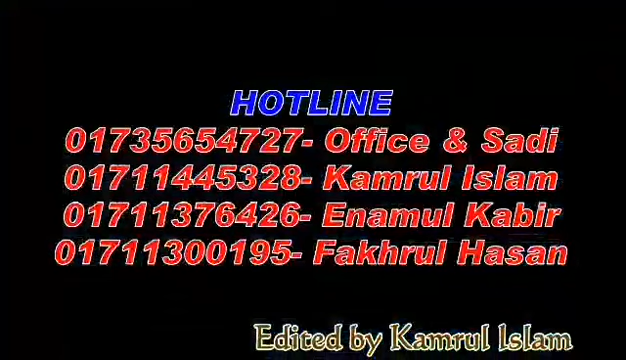 HOTLINE
01735654727- Office & Sadi
01711445328- Kamrul Islam
01711376426- Enamul Kabir
01711300195- Fakhrul Hasan
Edited by Kamrul Islam